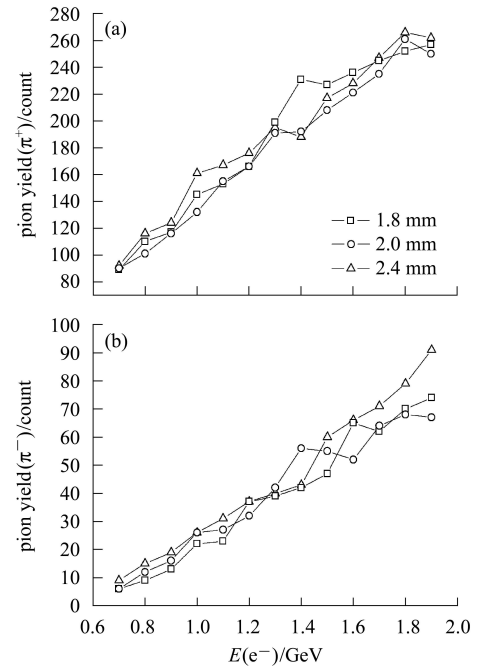 280
(a)
260
240
220
200
180
160
140
120
100
80
pion yield(π⁺)/count
1.8 mm
2.0 mm
2.4 mm
100
(b)
90
80
70
60
50
40
30
20
10
0
pion yield(π⁻)/count
0.6 0.8 1.0 1.2 1.4 1.6 1.8 2.0
E(e⁻)/GeV